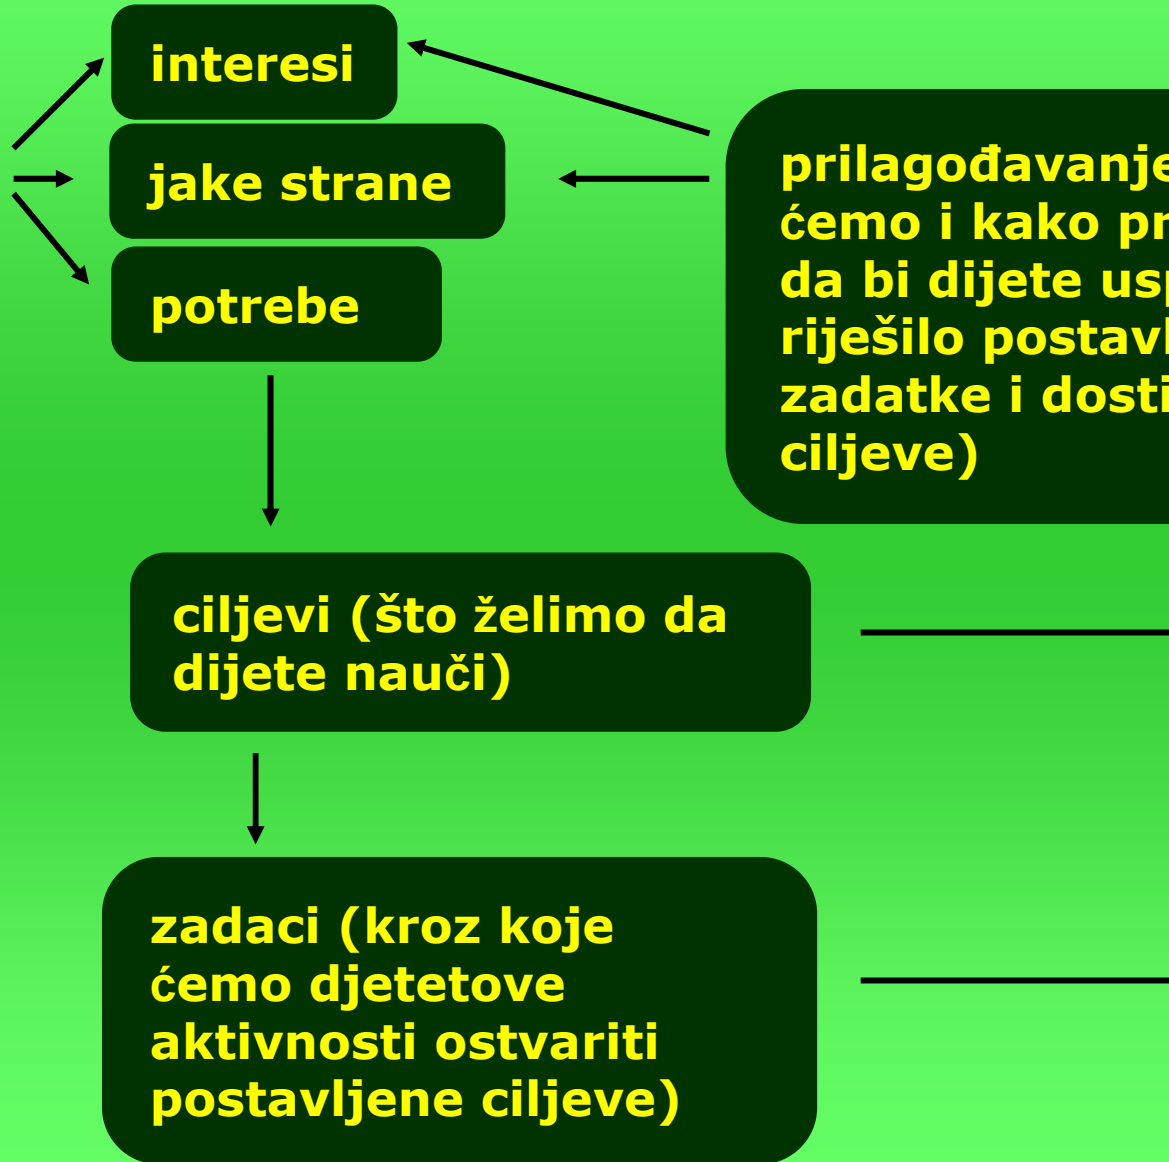 interesi
jake strane
potrebe
ćemo i kako
da bi dijete
riješilo
zadatke i
ciljeve)
ciljevi (što želimo da
dijete nauči)
zadaci (kroz koje
ćemo djetetove
aktivnosti ostvariti
postavljene ciljeve)